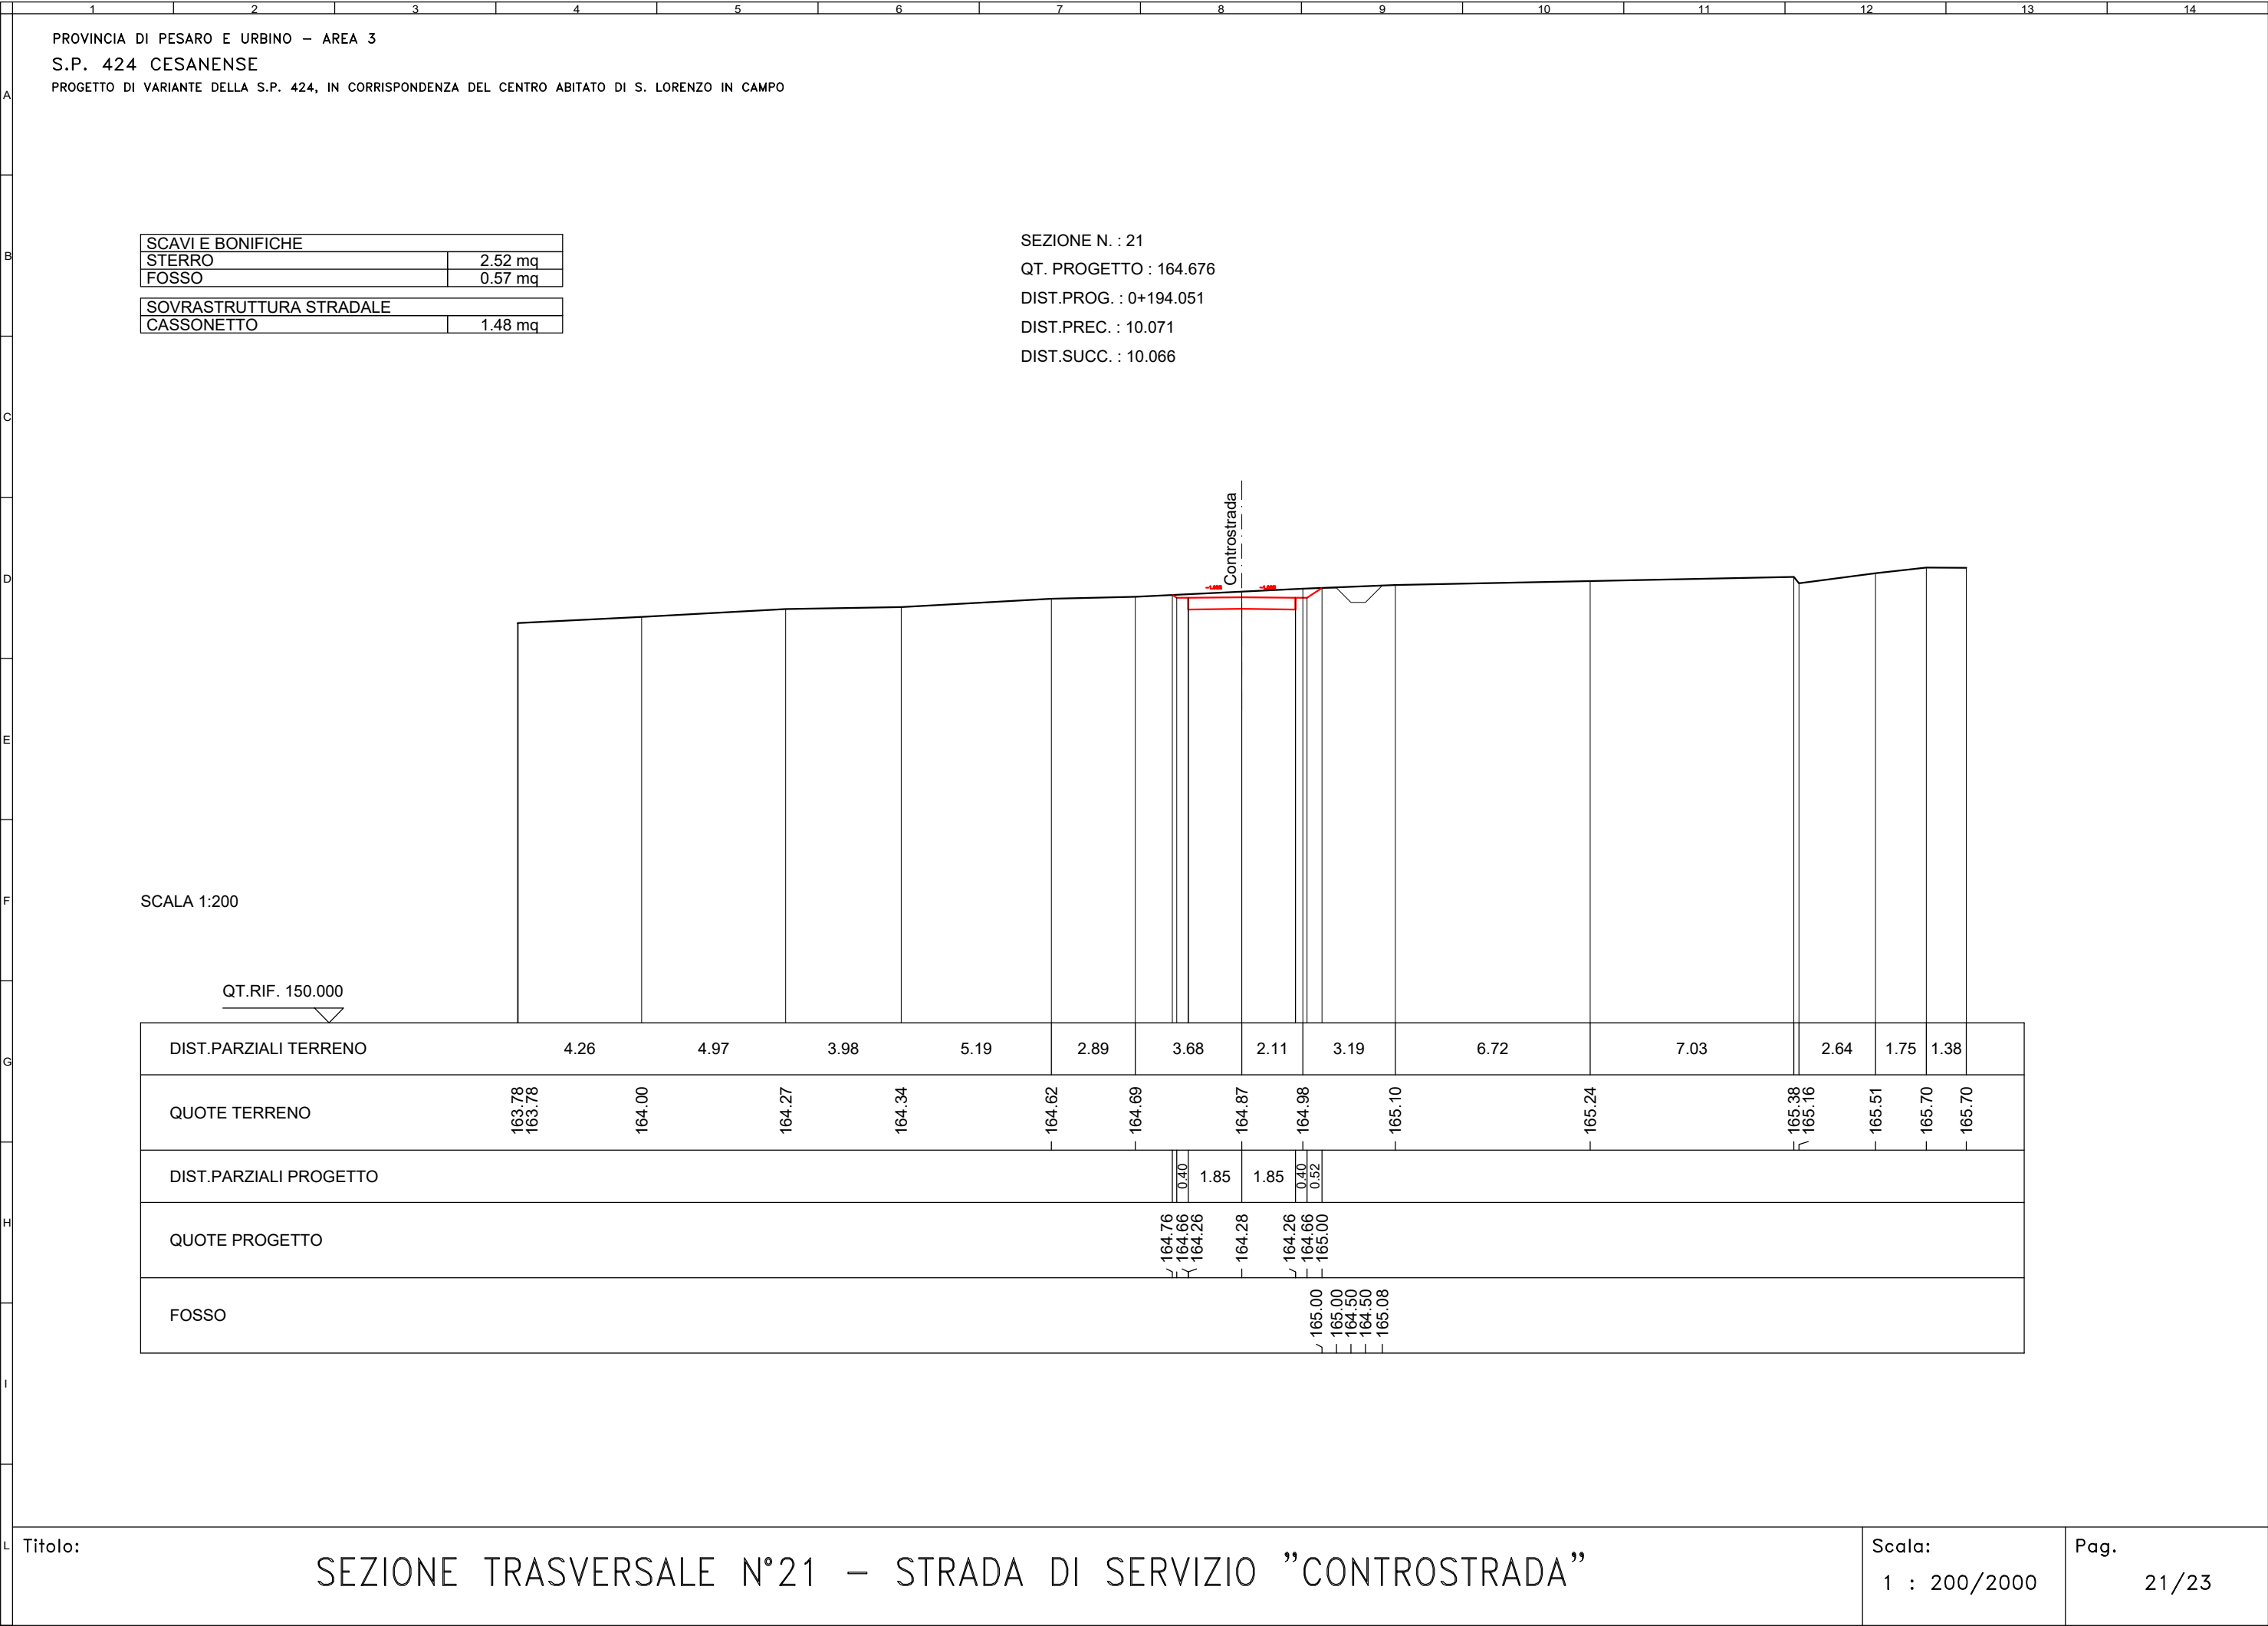 1 2 3 4 5 6 7 8 9 10 11 12 13 14
PROVINCIA DI PESARO E URBINO – AREA 3
S.P. 424 CESANENSE
PROGETTO DI VARIANTE DELLA S.P. 424, IN CORRISPONDENZA DEL CENTRO ABITATO DI S. LORENZO IN CAMPO
A
B
C
D
E
F
G
H
I
L
SCAVI E BONIFICHE
STERRO 2.52 mq
FOSSO 0.57 mq
SOVRASTRUTTURA STRADALE
CASSONETTO 1.48 mq
SEZIONE N. : 21
QT. PROGETTO : 164.676
DIST.PROG. : 0+194.051
DIST.PREC. : 10.071
DIST.SUCC. : 10.066
Controstrada
SCALA 1:200
QT.RIF. 150.000
DIST.PARZIALI TERRENO 4.26 4.97 3.98 5.19 2.89 3.68 2.11 3.19 6.72 7.03 2.64 1.75 1.38
QUOTE TERRENO 163.78 163.78 164.00 164.27 164.34 164.62 164.69 164.87 164.98 165.10 165.24 165.38 165.16 165.51 165.70 165.70
DIST.PARZIALI PROGETTO 0.40 1.85 1.85 0.40 0.52
QUOTE PROGETTO 164.76 164.66 164.26 164.28 164.26 164.66 165.00
FOSSO 165.00 165.00 164.50 164.50 165.08
Titolo:
SEZIONE TRASVERSALE N°21 – STRADA DI SERVIZIO ”CONTROSTRADA”
Scala:
1 : 200/2000
Pag.
21/23